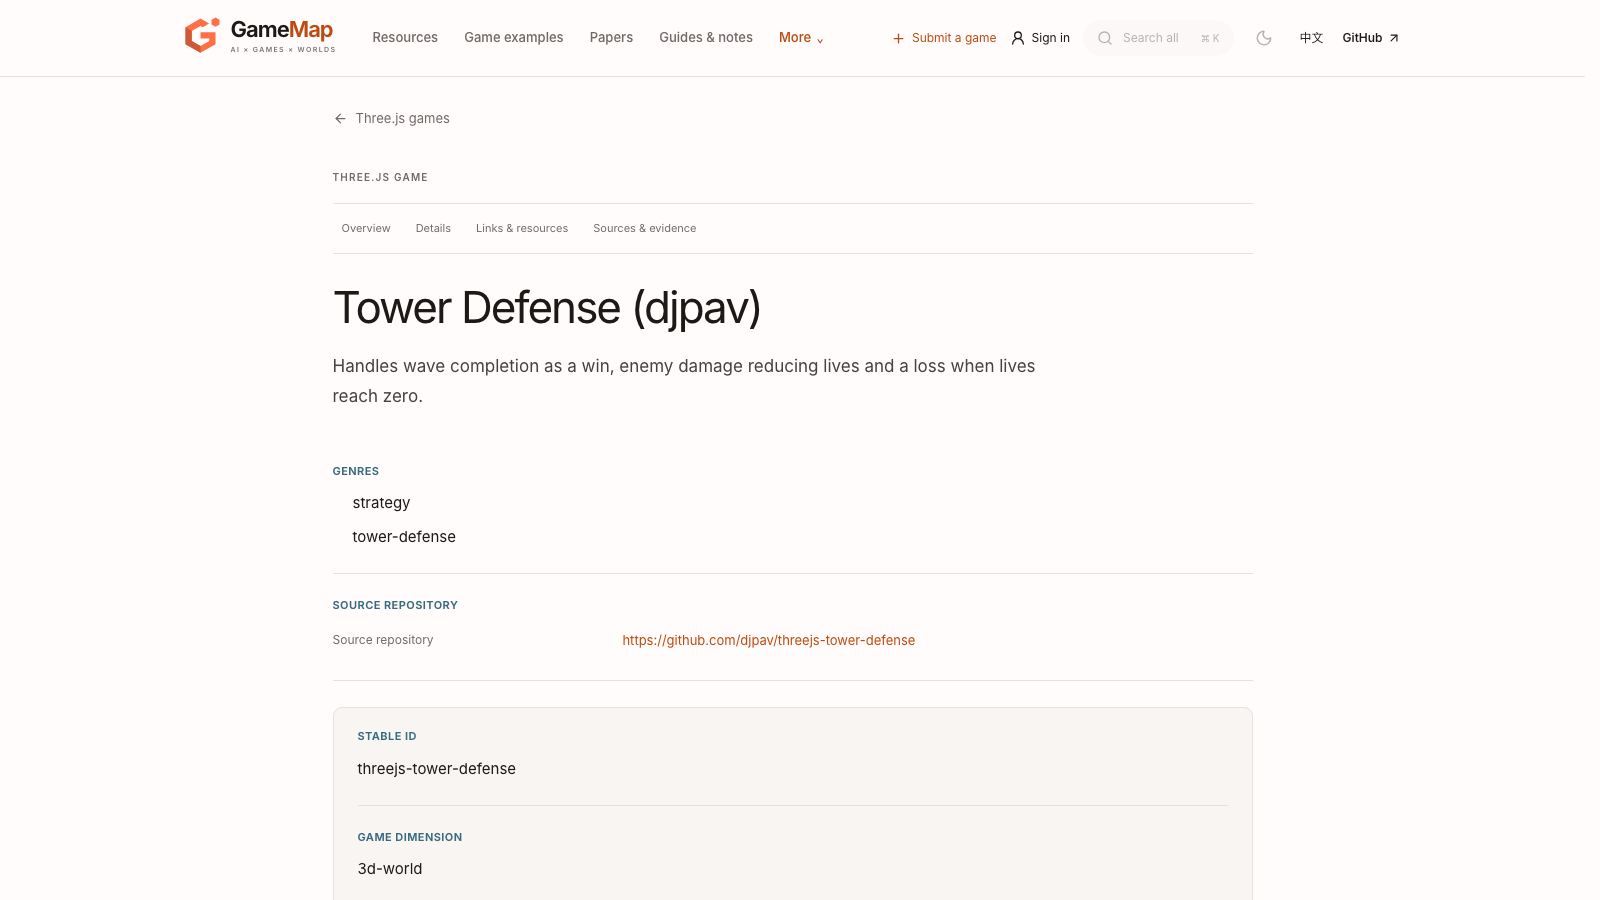 GameMap
AI × GAMES × WORLDS
Resources
Game examples
Papers
Guides & notes
More
Submit a game
Sign in
Search all
⌘ K
中文
GitHub
Three.js games
THREE.JS GAME
Overview
Details
Links & resources
Sources & evidence
Tower Defense (djpav)
Handles wave completion as a win, enemy damage reducing lives and a loss when lives
reach zero.
GENRES
strategy
tower-defense
SOURCE REPOSITORY
Source repository
https://github.com/djpav/threejs-tower-defense
STABLE ID
threejs-tower-defense
GAME DIMENSION
3d-world